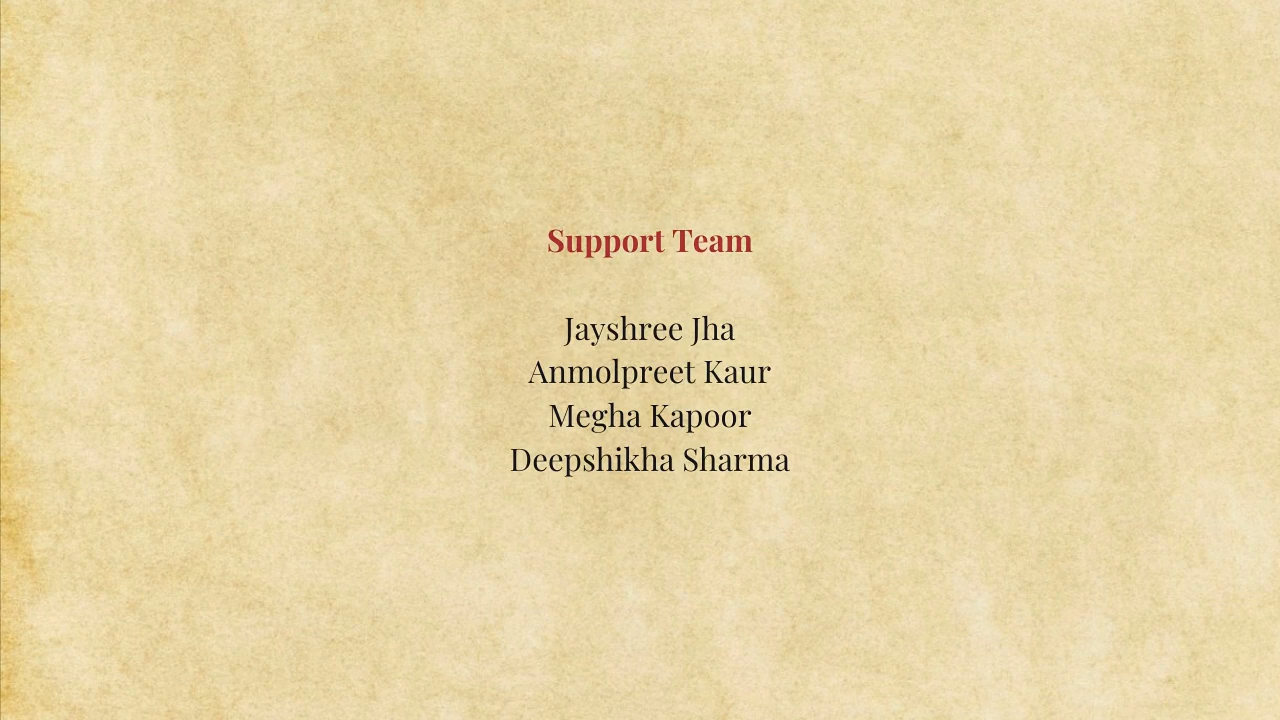 Support Team
Jayshree Jha
Anmolpreet Kaur
Megha Kapoor
Deepshikha Sharma